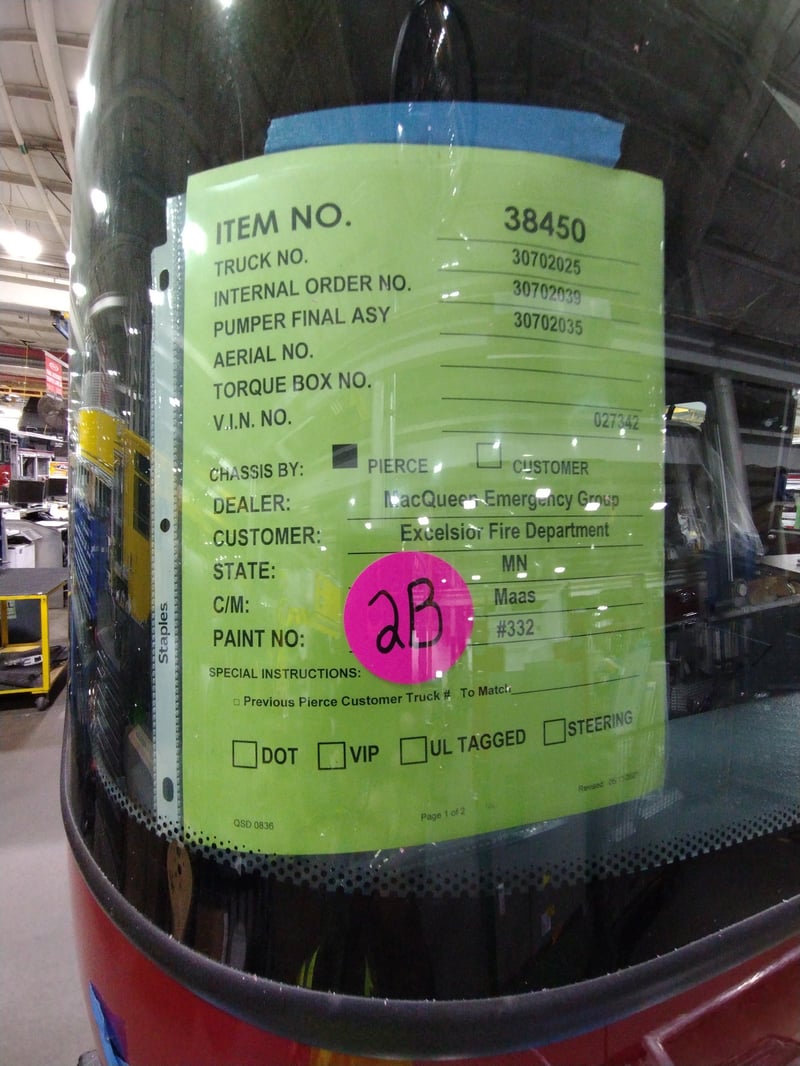 ITEM NO. 38450
TRUCK NO. 30702025
INTERNAL ORDER NO. 30702039
PUMPER FINAL ASY 30702035
AERIAL NO.
TORQUE BOX NO.
V.I.N. NO. 027342
CHASSIS BY: PIERCE CUSTOMER
DEALER: MacQueen Emergency Group
CUSTOMER: Excelsior Fire Department
STATE: MN
C/M: Maas
PAINT NO: #332
2B
SPECIAL INSTRUCTIONS:
Previous Pierce Customer Truck # To Match
DOT VIP UL TAGGED STEERING
QSD 0836 Page 1 of 2 Revised
Staples